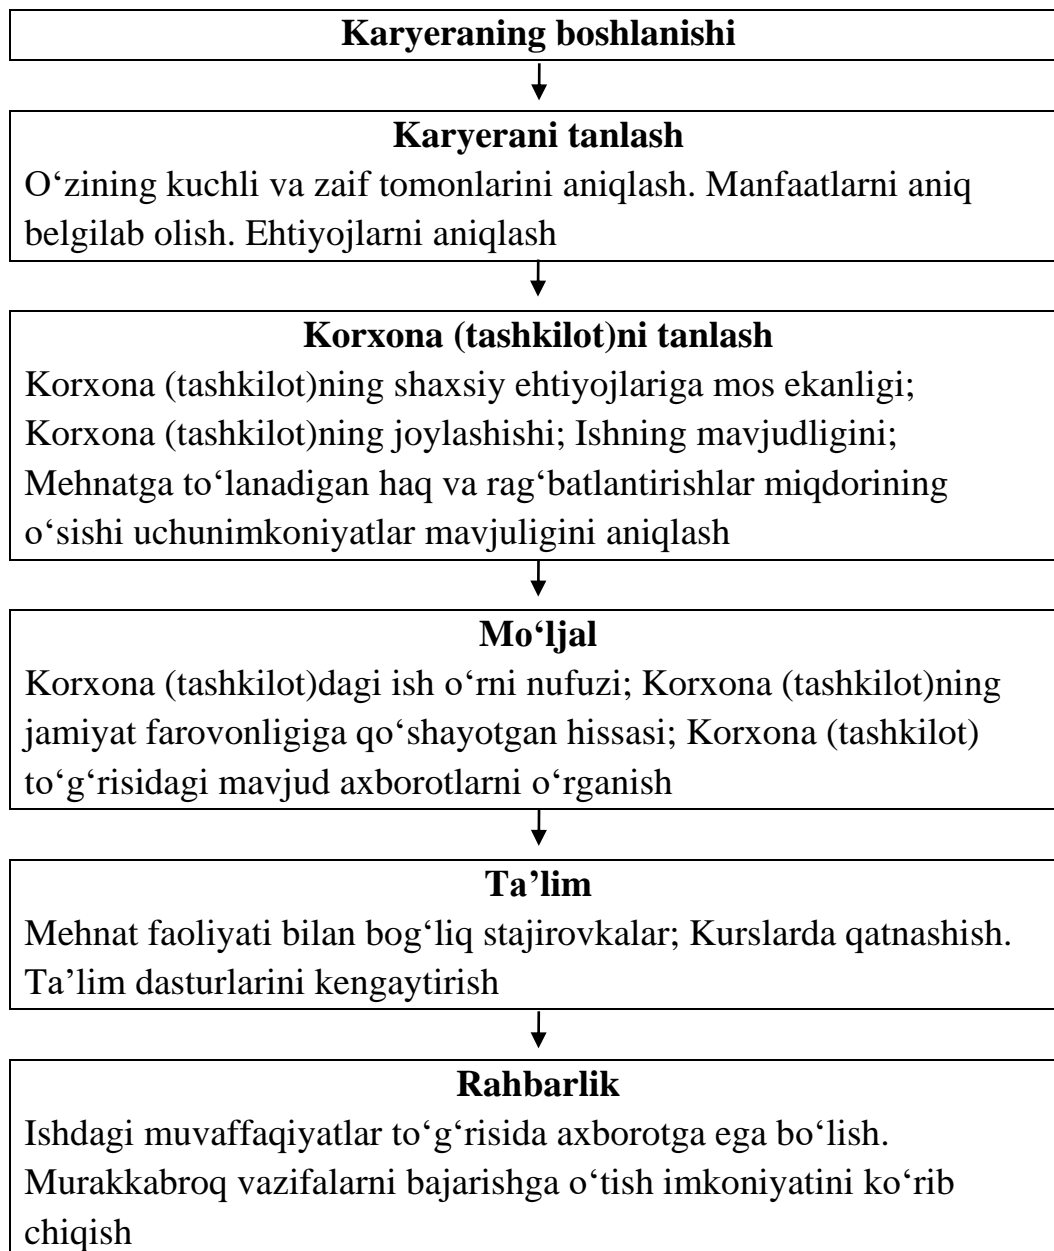 Karyeraning boshlanishi
Karyerani tanlash
O‘zining kuchli va zaif tomonlarini aniqlash. Manfaatlarni aniq
belgilab olish. Ehtiyojlarni aniqlash
Korxona (tashkilot)ni tanlash
Korxona (tashkilot)ning shaxsiy ehtiyojlariga mos ekanligi;
Korxona (tashkilot)ning joylashishi; Ishning mavjudligini;
Mehnatga to‘lanadigan haq va rag‘batlantirishlar miqdorining
o‘sishi uchunimkoniyatlar mavjuligini aniqlash
Mo‘ljal
Korxona (tashkilot)dagi ish o‘rni nufuzi; Korxona (tashkilot)ning
jamiyat farovonligiga qo‘shayotgan hissasi; Korxona (tashkilot)
to‘g‘risidagi mavjud axborotlarni o‘rganish
Ta’lim
Mehnat faoliyati bilan bog‘liq stajirovkalar; Kurslarda qatnashish.
Ta’lim dasturlarini kengaytirish
Rahbarlik
Ishdagi muvaffaqiyatlar to‘g‘risida axborotga ega bo‘lish.
Murakkabroq vazifalarni bajarishga o‘tish imkoniyatini ko‘rib
chiqish